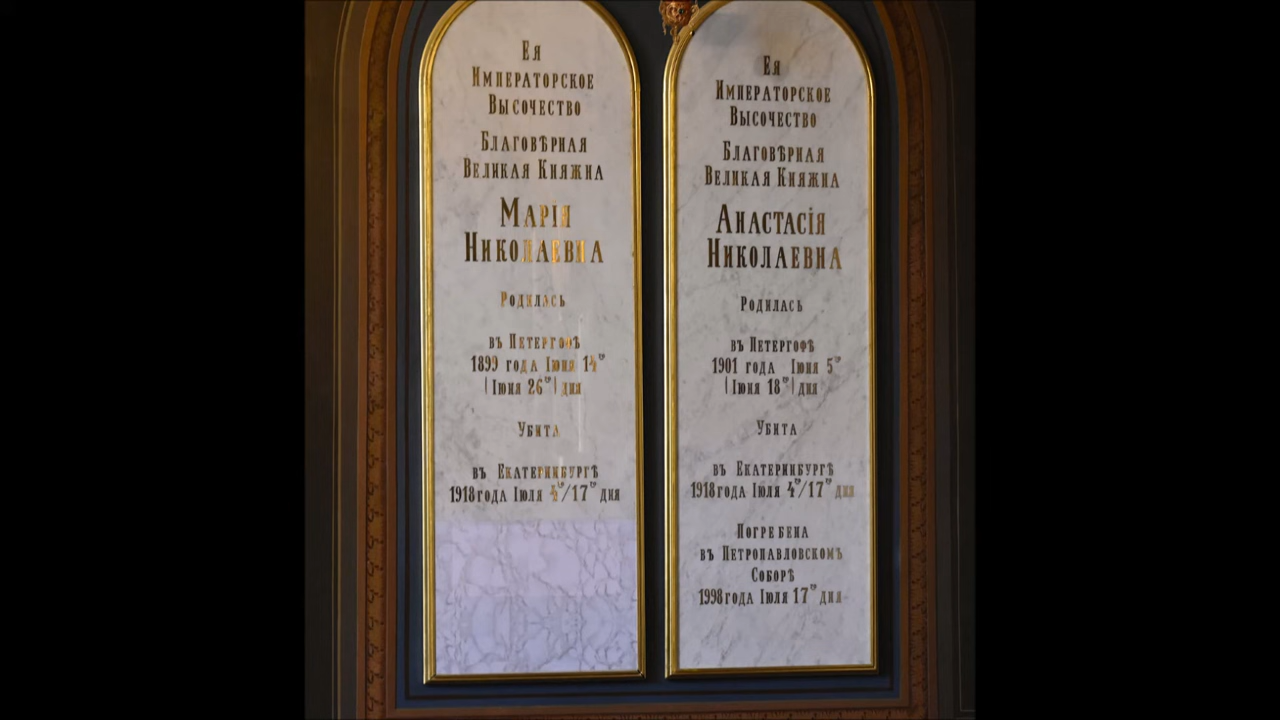 Ея
Императорское
Высочество
Благовѣрная
Великая Княжна
Марія
Николаевна
Родилась
въ Петергофѣ
1899 года Іюня 14го
(Іюня 26го) дня
Убита
въ Екатеринбургѣ
1918 года Іюля 4го/17го дня
Ея
Императорское
Высочество
Благовѣрная
Великая Княжна
Анастасія
Николаевна
Родилась
въ Петергофѣ
1901 года Іюня 5го
(Іюня 18го) дня
Убита
въ Екатеринбургѣ
1918 года Іюля 4го/17го дня
Погребена
въ Петропавловскомъ
Соборѣ
1998 года Іюля 17го дня